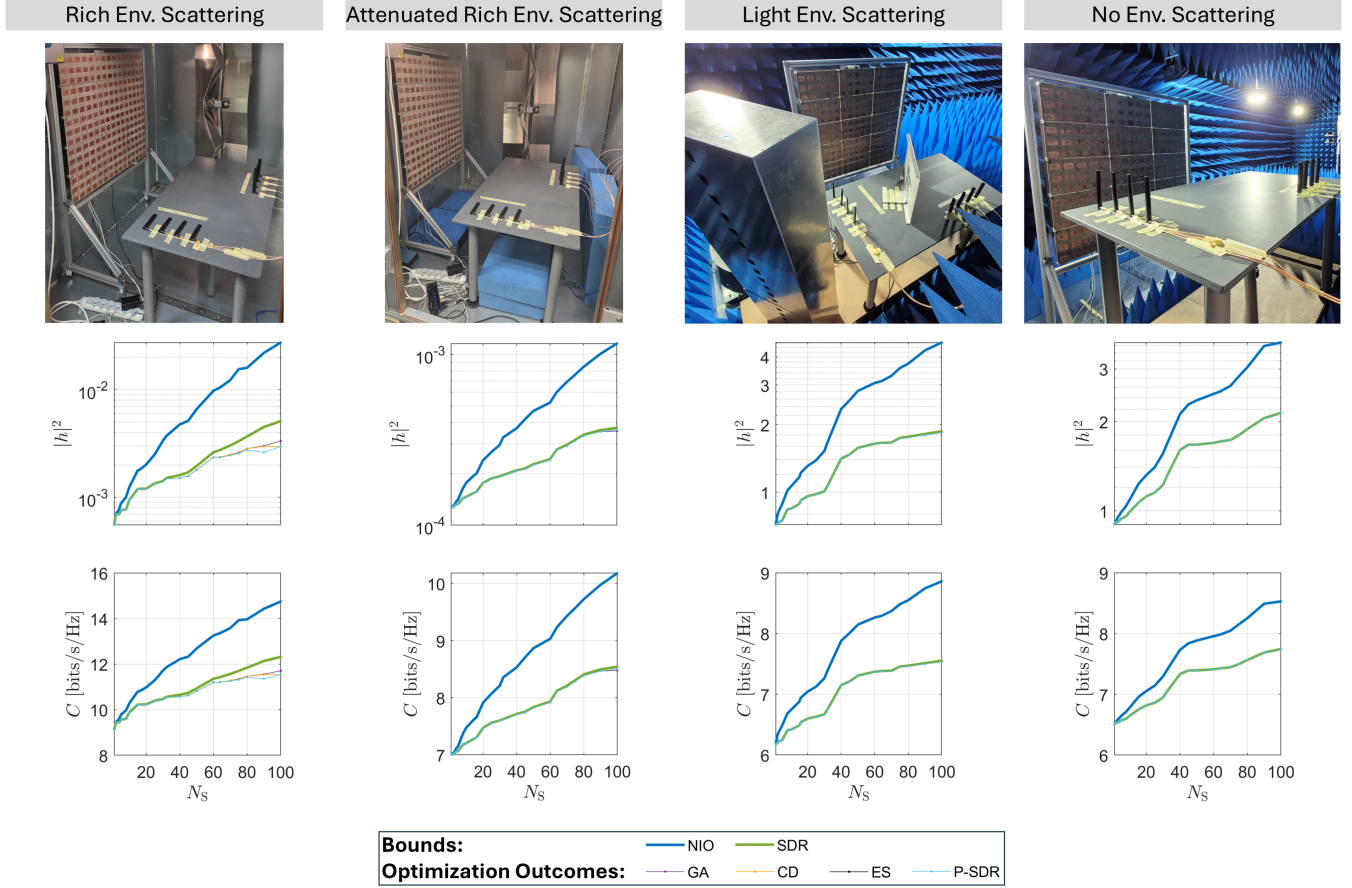 Rich Env. Scattering
Attenuated Rich Env. Scattering
Light Env. Scattering
No Env. Scattering
|h|²
10⁻²
10⁻³
|h|²
10⁻³
10⁻⁴
|h|²
4
3
2
1
|h|²
3
2
1
C [bits/s/Hz]
16
14
12
10
8
20 40 60 80 100
N_S
C [bits/s/Hz]
10
9
8
7
20 40 60 80 100
N_S
C [bits/s/Hz]
9
8
7
6
20 40 60 80 100
N_S
C [bits/s/Hz]
9
8
7
6
20 40 60 80 100
N_S
Bounds: NIO SDR
Optimization Outcomes: GA CD ES P-SDR